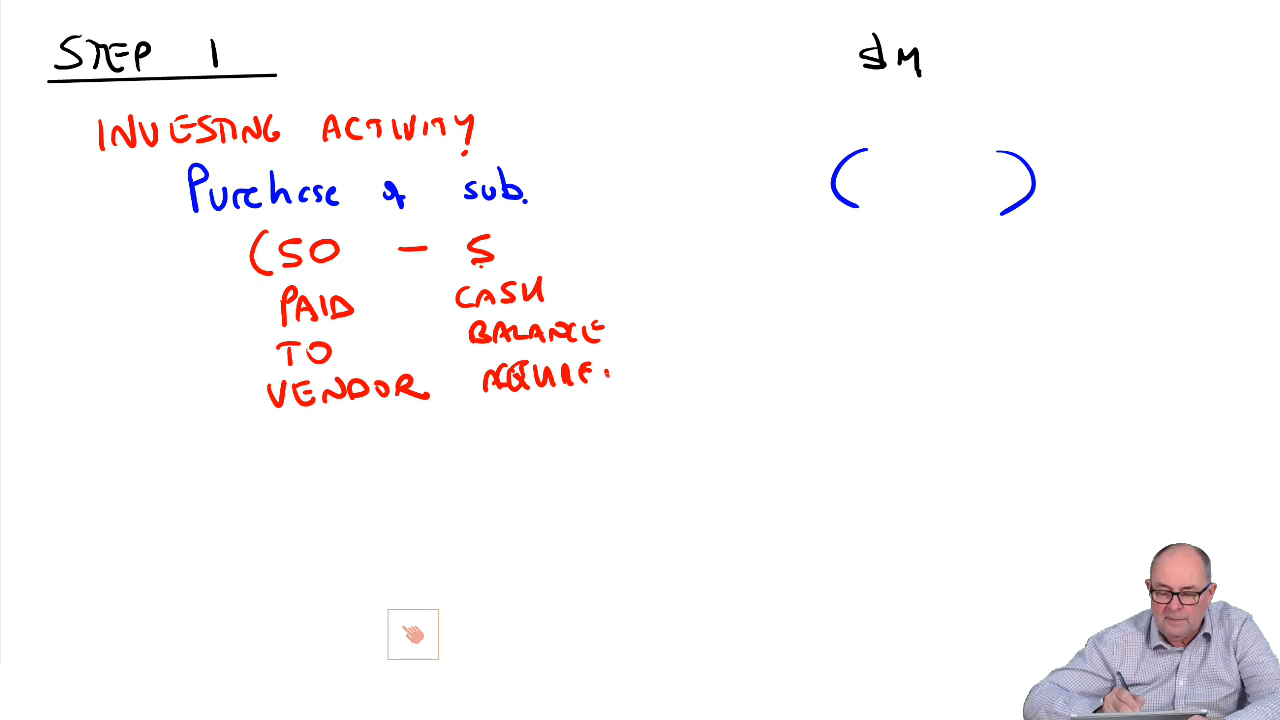 STEP 1
$M
INVESTING ACTIVITY
Purchase of sub.
( )
(50 - 5
PAID CASH
TO BALANCE
VENDOR